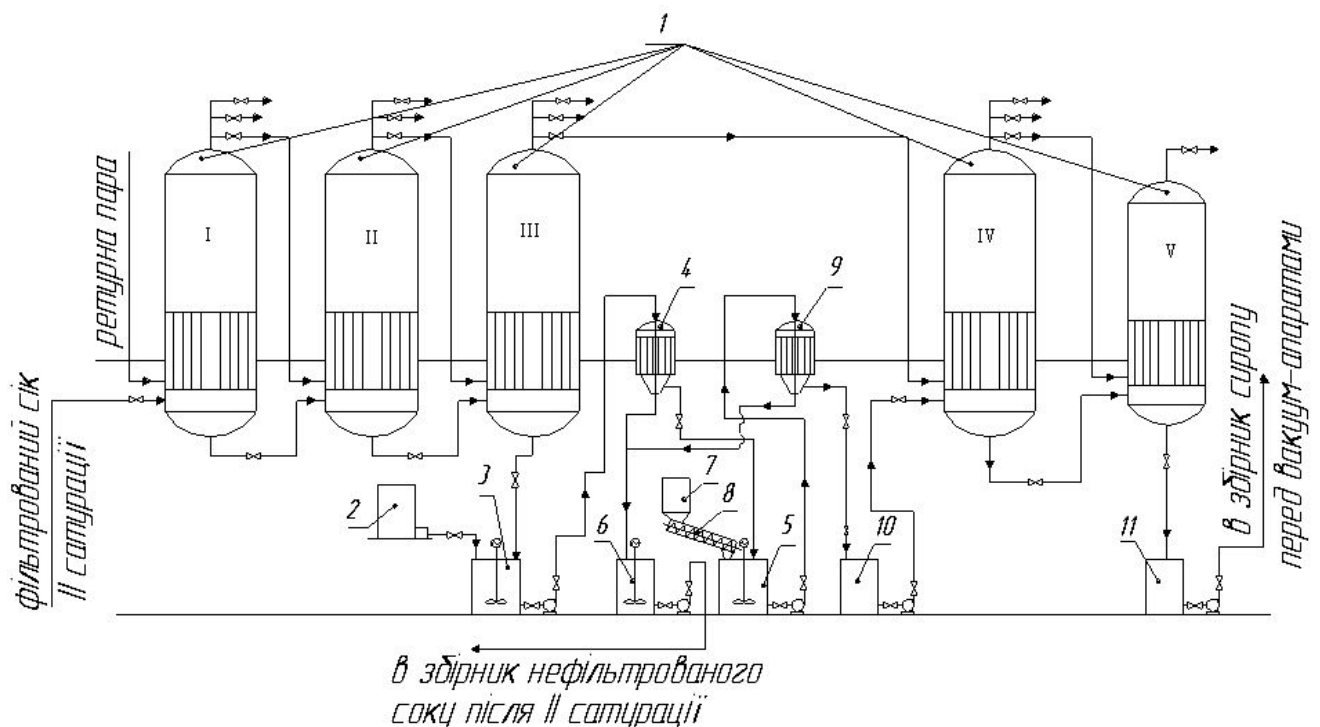 1
ретурна пара
I
II
III
IV
V
4
9
фільтрований сік
II сатурації
2
3
6
7
8
5
10
11
в збірник сиропу
перед вакуум-апаратами
в збірник нефільтрованого
соку після II сатурації